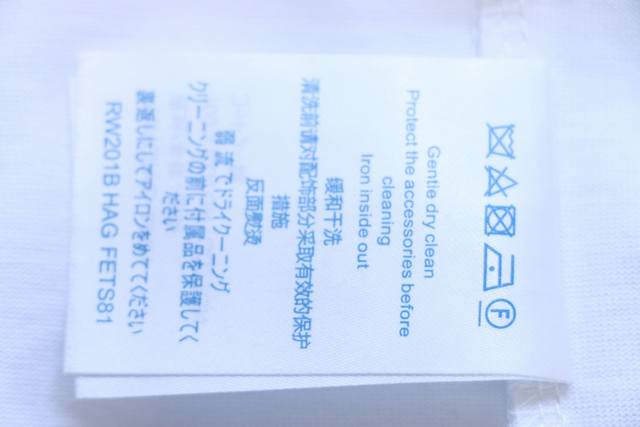 F
Gentle dry clean
Protect the accessories before
cleaning
Iron inside out
缓和干洗
清洗前请对配饰部分采取有效的保护
措施
反面熨烫
弱 流でドライクーニング
クリーニングの前に付属品を保護してく
ださい
裏返しにしてアイロンをめててください
RW201B HAG FETS81